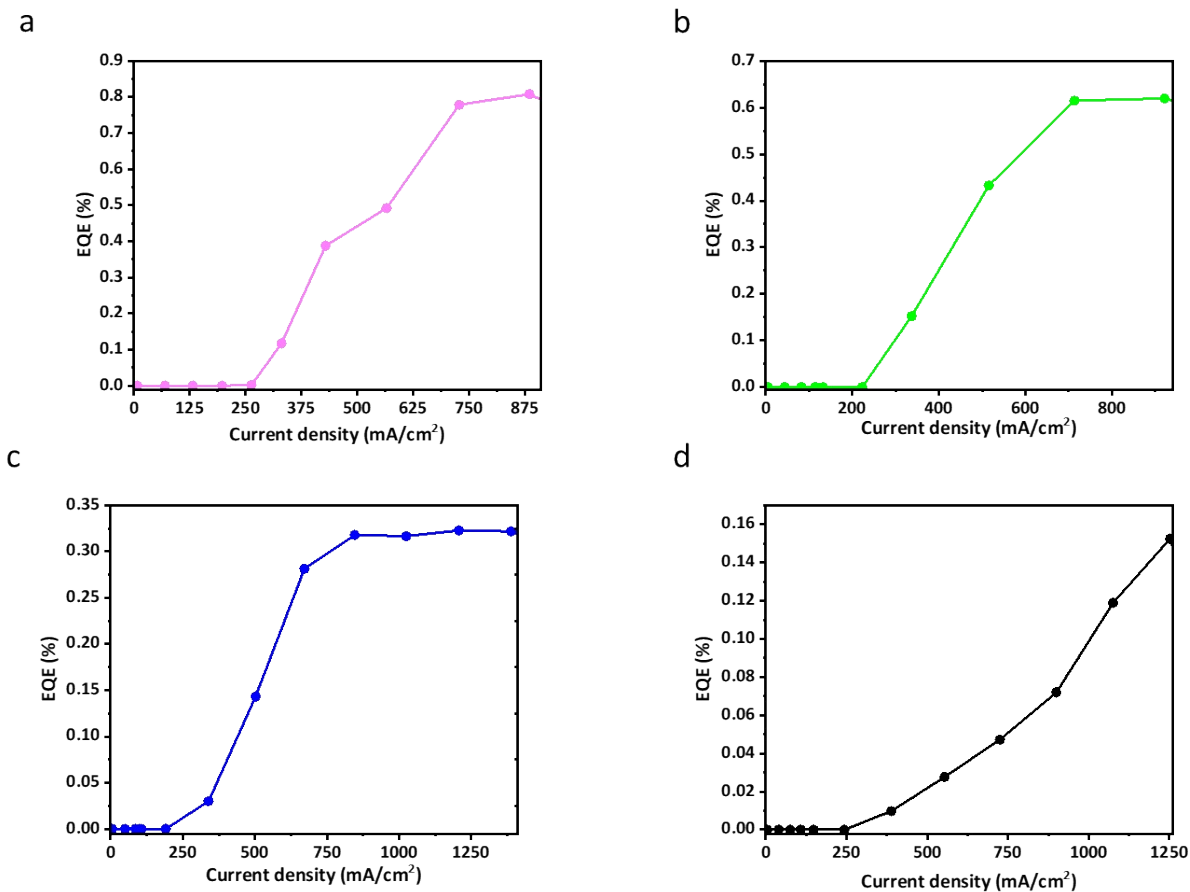 a
0.9
0.8
0.7
0.6
0.5
0.4
0.3
0.2
0.1
0.0
EQE (%)
0 125 250 375 500 625 750 875
Current density (mA/cm²)
b
0.7
0.6
0.5
0.4
0.3
0.2
0.1
0.0
EQE (%)
0 200 400 600 800
Current density (mA/cm²)
c
0.35
0.30
0.25
0.20
0.15
0.10
0.05
0.00
EQE (%)
0 250 500 750 1000 1250
Current density (mA/cm²)
d
0.16
0.14
0.12
0.10
0.08
0.06
0.04
0.02
0.00
EQE (%)
0 250 500 750 1000 1250
Current density (mA/cm²)